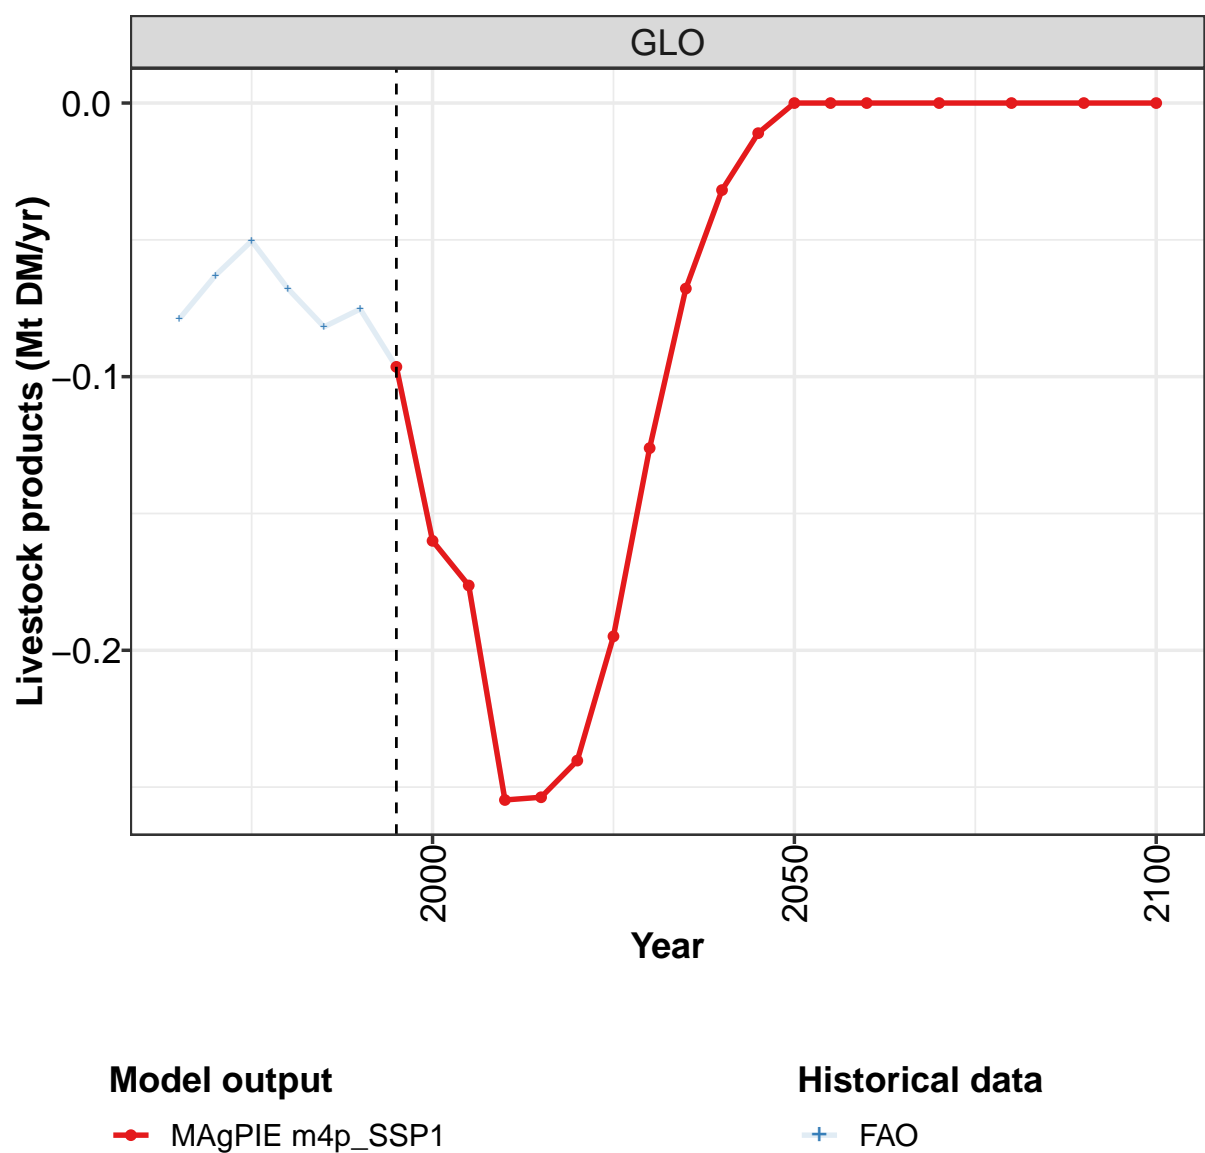 GLO
Livestock products (Mt DM/yr)
0.0
−0.1
−0.2
2000
2050
2100
Year
Model output
MAgPIE m4p_SSP1
Historical data
FAO